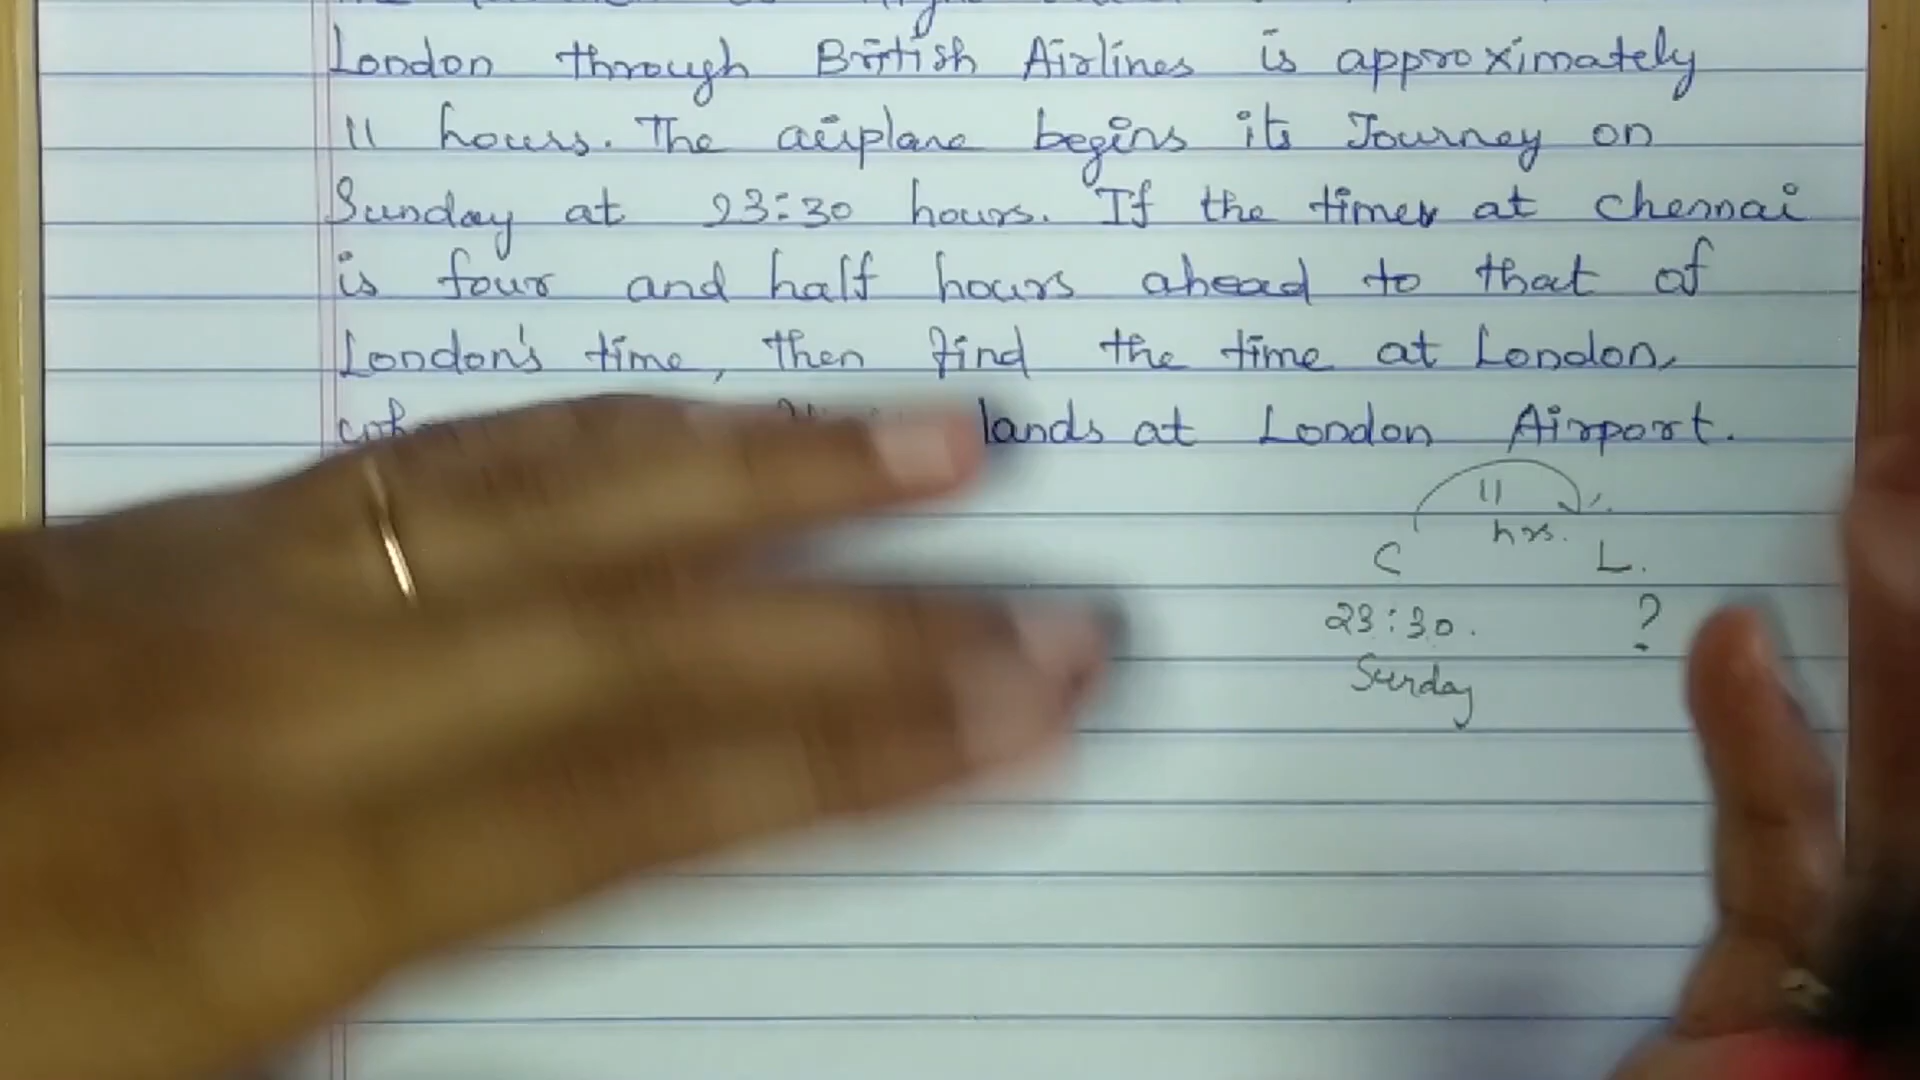 London through British Airlines is approximately
11 hours. The airplane begins its Journey on
Sunday at 23:30 hours. If the time at chennai
is four and half hours ahead to that of
London's time, then find the time at London,
lands at London Airport.
11
hrs.
C L.
23:30. ?
Sunday